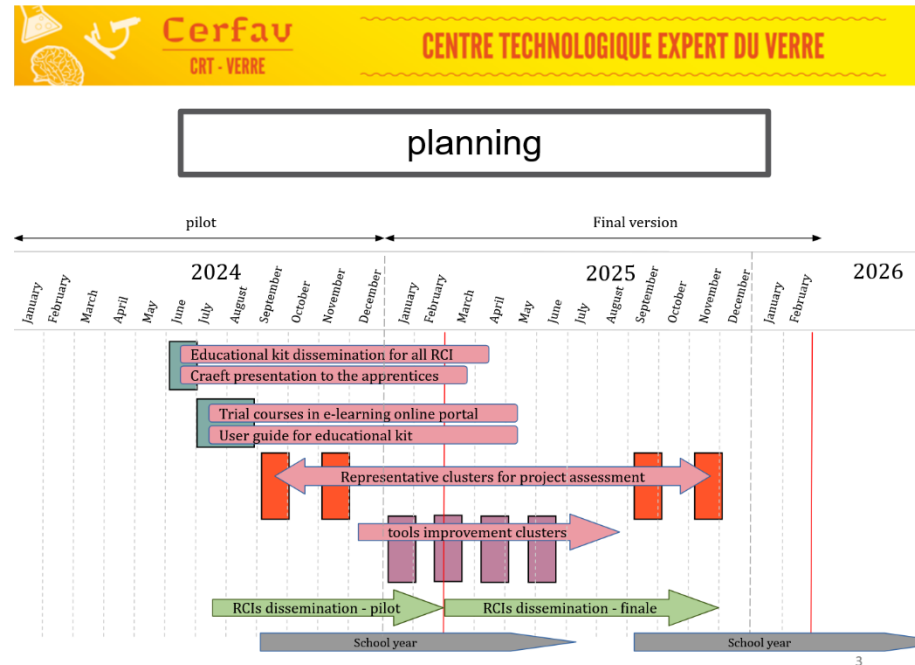 Cerfav
CRT - VERRE
CENTRE TECHNOLOGIQUE EXPERT DU VERRE
planning
pilot
Final version
2024
2025
2026
January
February
March
April
May
June
July
August
September
October
November
December
January
February
March
April
May
June
July
August
September
October
November
December
January
February
Educational kit dissemination for all RCI
Craeft presentation to the apprentices
Trial courses in e-learning online portal
User guide for educational kit
Representative clusters for project assessment
tools improvement clusters
RCIs dissemination - pilot
RCIs dissemination - finale
School year
School year
3